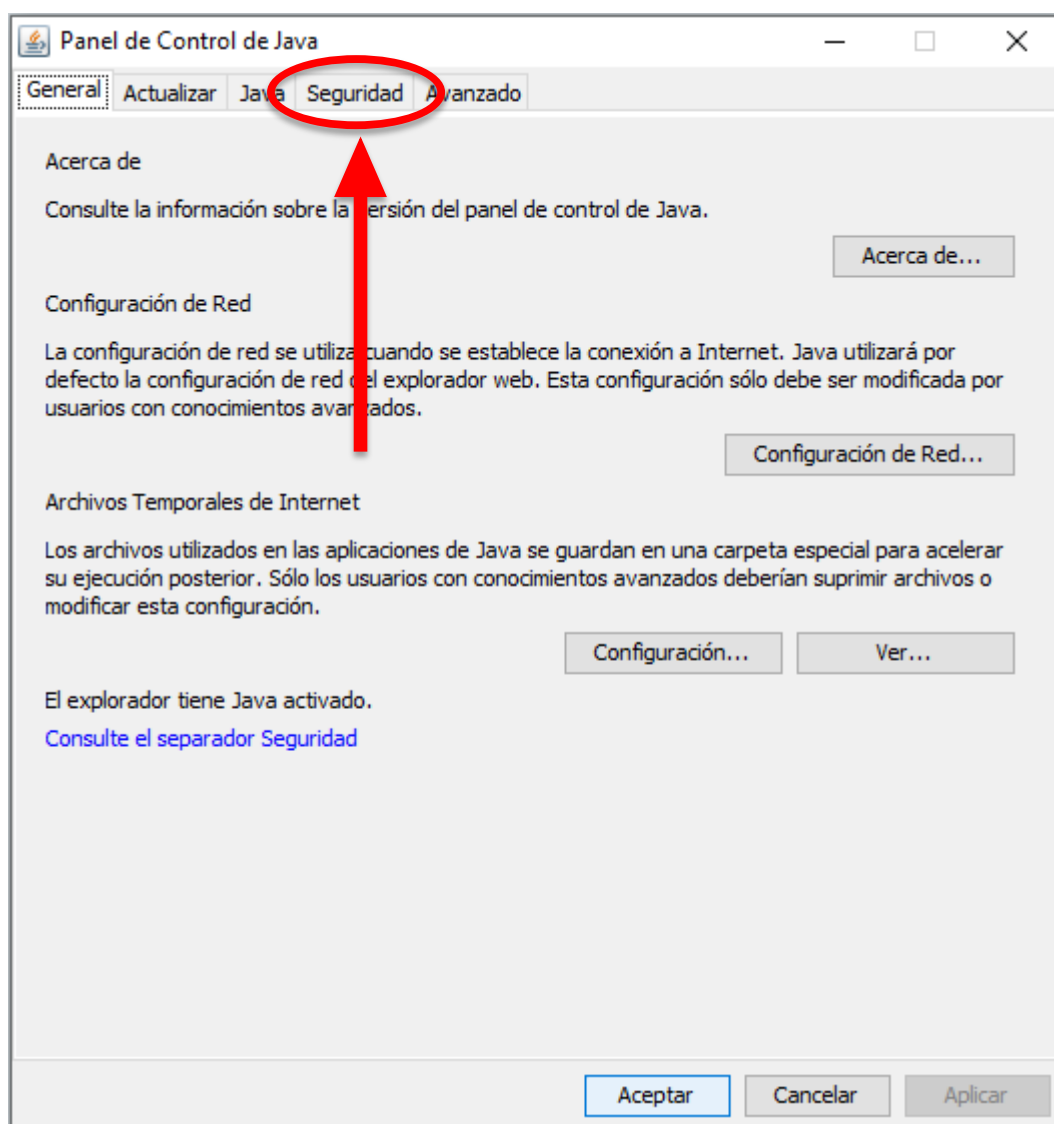 Panel de Control de Java
General Actualizar Java Seguridad Avanzado
Acerca de
Consulte la información sobre la versión del panel de control de Java.
Acerca de...
Configuración de Red
La configuración de red se utiliza cuando se establece la conexión a Internet. Java utilizará por
defecto la configuración de red del explorador web. Esta configuración sólo debe ser modificada por
usuarios con conocimientos avanzados.
Configuración de Red...
Archivos Temporales de Internet
Los archivos utilizados en las aplicaciones de Java se guardan en una carpeta especial para acelerar
su ejecución posterior. Sólo los usuarios con conocimientos avanzados deberían suprimir archivos o
modificar esta configuración.
Configuración... Ver...
El explorador tiene Java activado.
Consulte el separador Seguridad
Aceptar Cancelar Aplicar